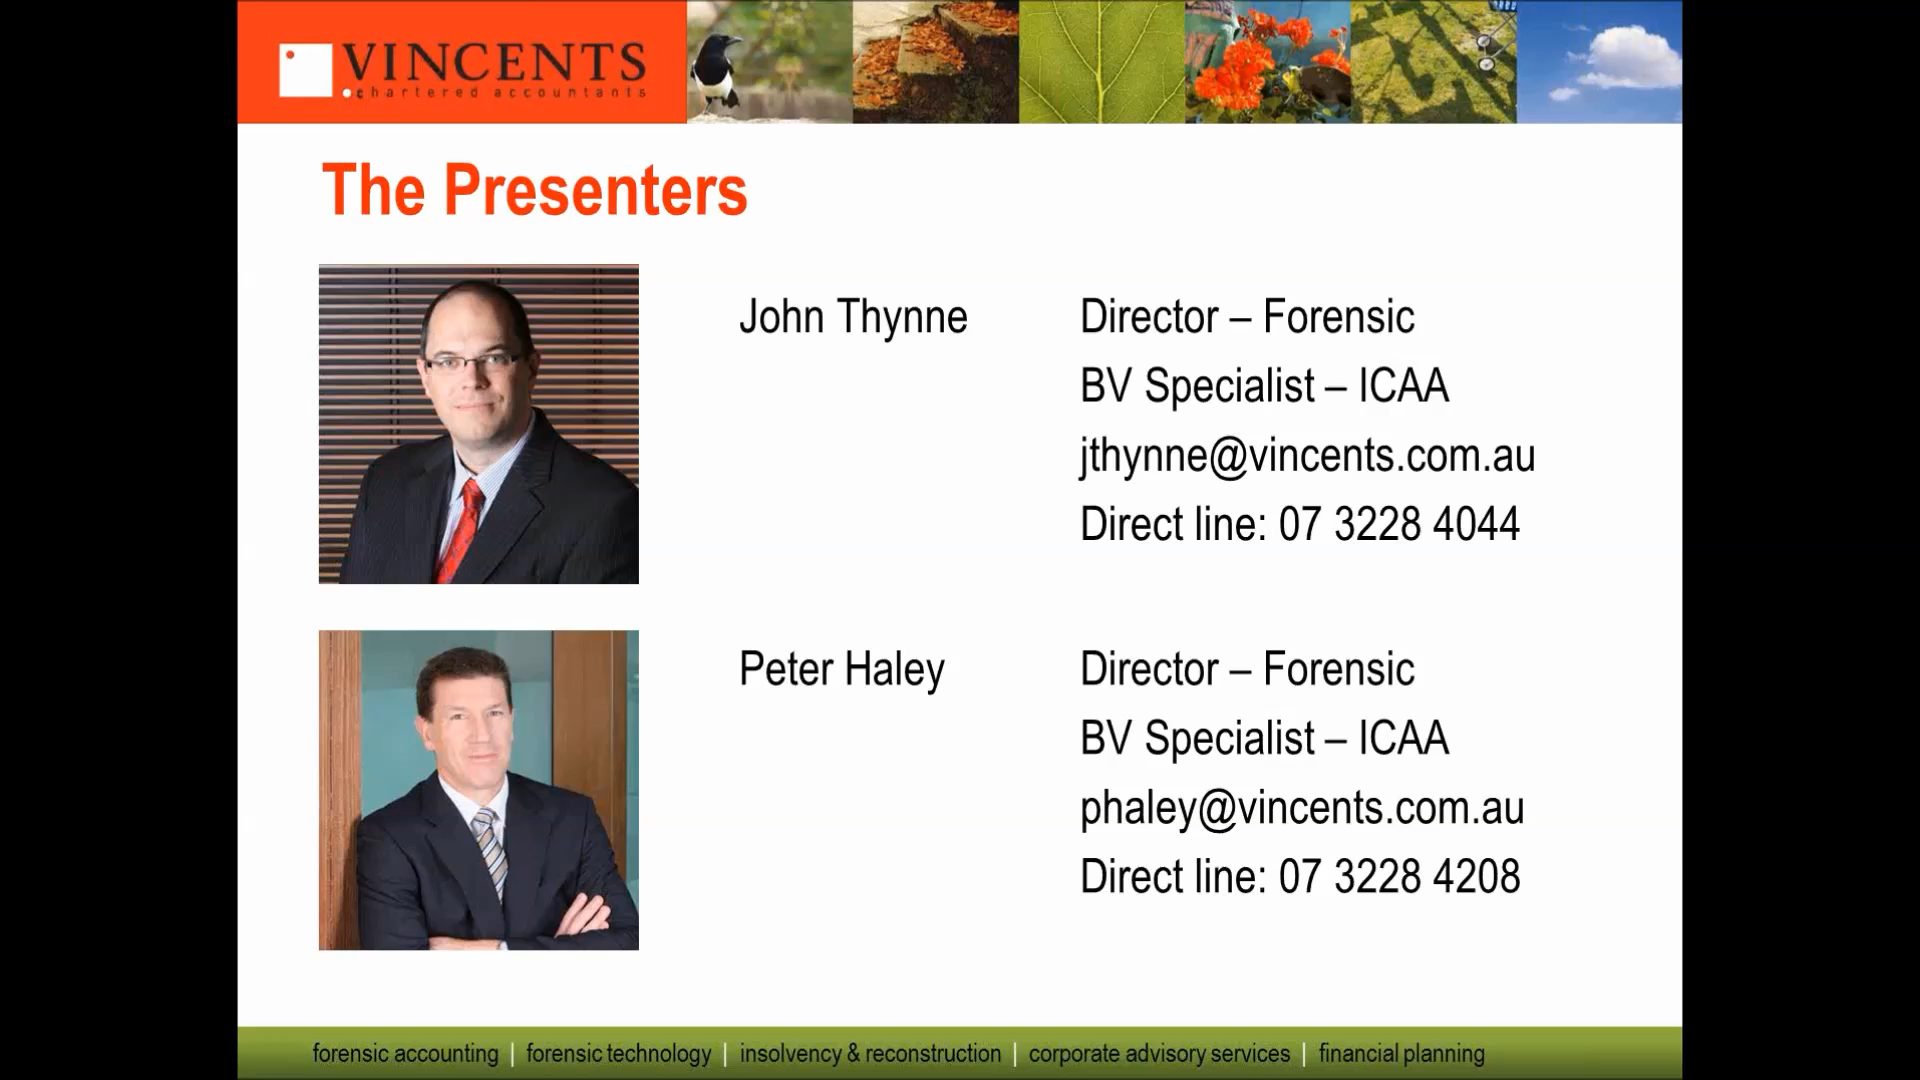 VINCENTS
chartered accountants
The Presenters
John Thynne
Director – Forensic
BV Specialist – ICAA
jthynne@vincents.com.au
Direct line: 07 3228 4044
Peter Haley
Director – Forensic
BV Specialist – ICAA
phaley@vincents.com.au
Direct line: 07 3228 4208
forensic accounting | forensic technology | insolvency & reconstruction | corporate advisory services | financial planning